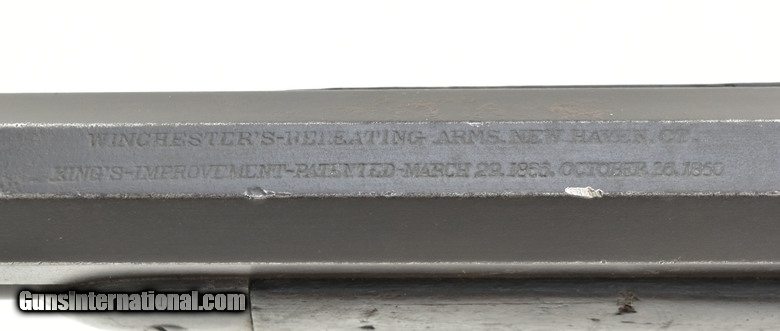 WINCHESTER'S-REPEATING ARMS. NEW HAVEN. CT.
KING'S-IMPROVEMENT-PATENTED-MARCH 29. 1866. OCTOBER 16. 1860
GunsInternational.com